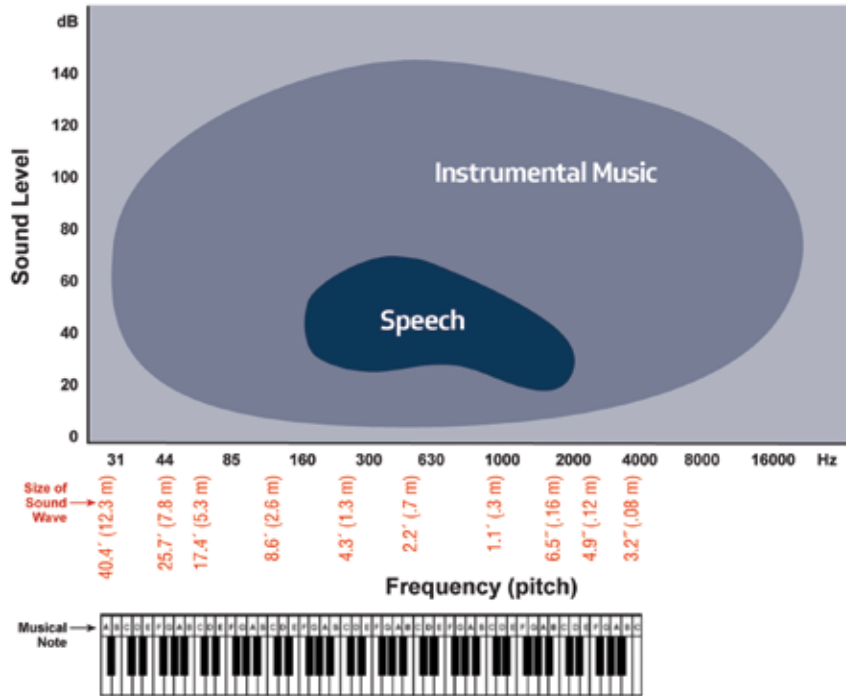 dB
140
120
100
80
60
40
20
0
Sound Level
Instrumental Music
Speech
31 44 85 160 300 630 1000 2000 4000 8000 16000 Hz
Size of
Sound
Wave
40.4´ (12.3 m)
25.7´ (7.8 m)
17.4´ (5.3 m)
8.6´ (2.6 m)
4.3´ (1.3 m)
2.2´ (.7 m)
1.1´ (.3 m)
6.5˝ (.16 m)
4.9˝ (.12 m)
3.2˝ (.08 m)
Frequency (pitch)
Musical
Note
A B C D E F G A B C D E F G A B C D E F G A B C D E F G A B C D E F G A B C D E F G A B C D E F G A B C